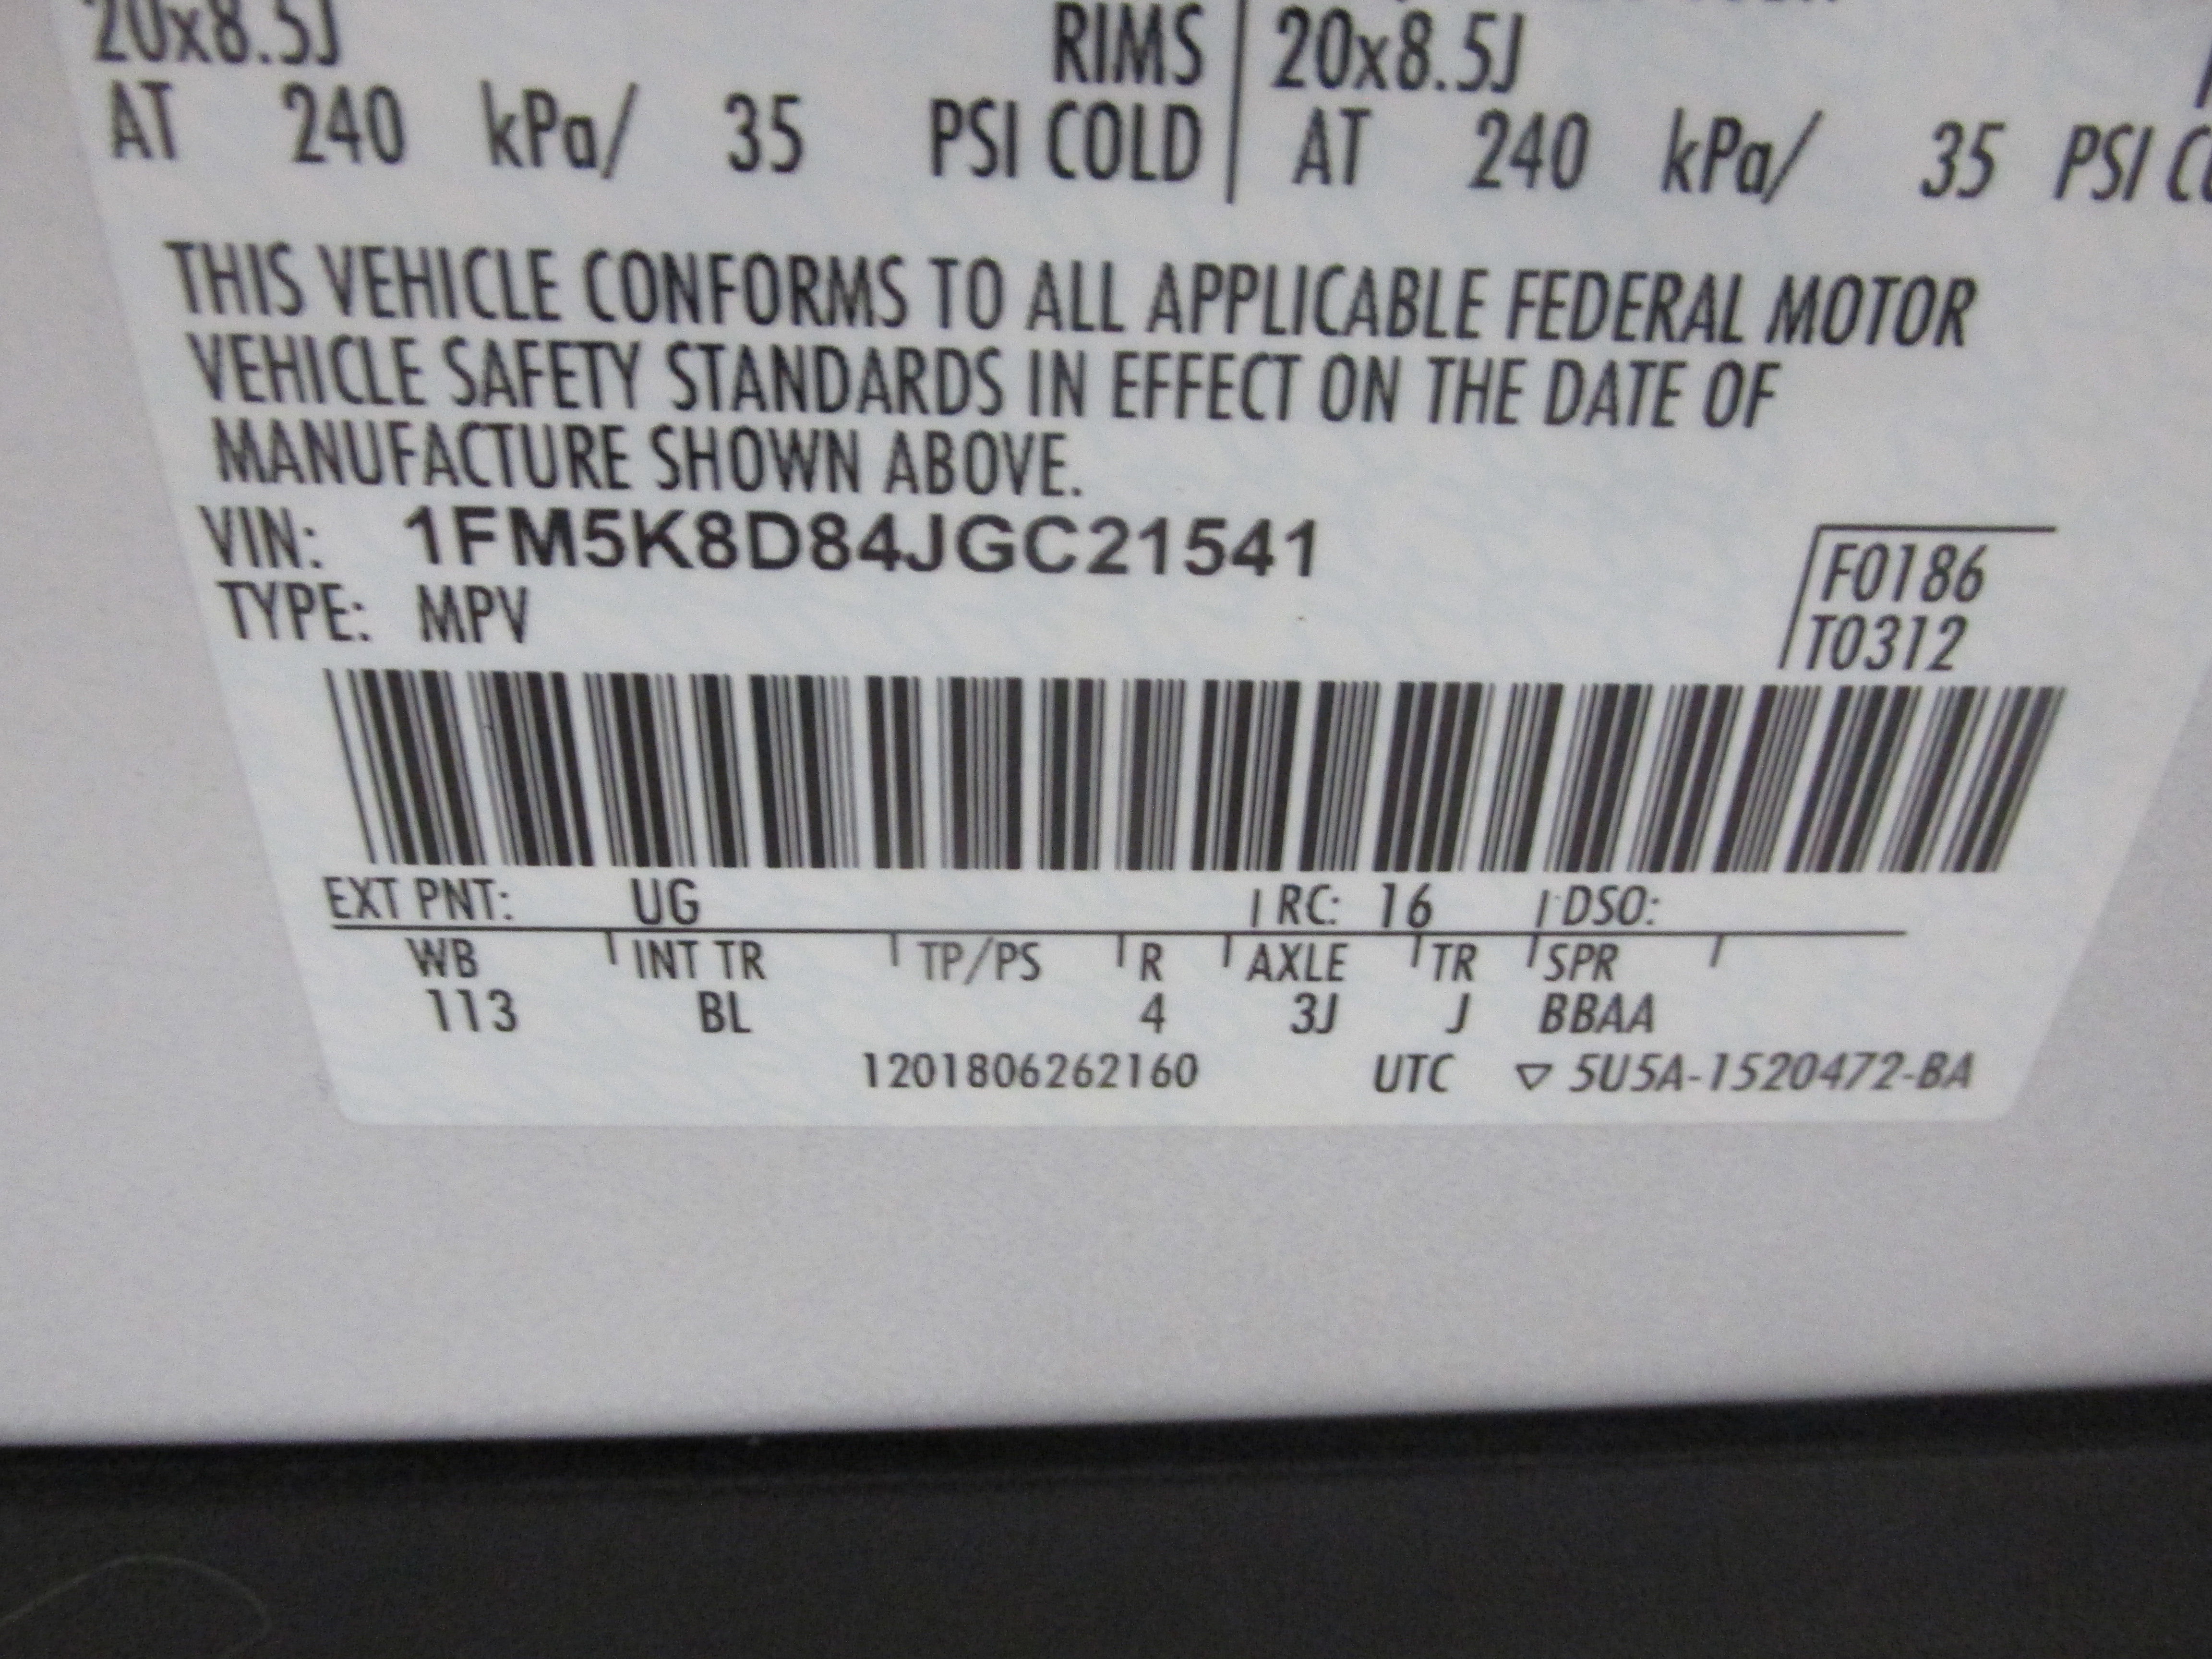 20x8.5J RIMS 20x8.5J
AT 240 kPa/ 35 PSI COLD AT 240 kPa/ 35 PSI
THIS VEHICLE CONFORMS TO ALL APPLICABLE FEDERAL MOTOR
VEHICLE SAFETY STANDARDS IN EFFECT ON THE DATE OF
MANUFACTURE SHOWN ABOVE.
VIN: 1FM5K8D84JGC21541
F0186
TYPE: MPV
T0312
EXT PNT: UG RC: 16 DSO:
WB INT TR TP/PS R AXLE TR SPR
113 BL 4 3J J BBAA
1201806262160 UTC ▽ 5U5A-1520472-BA